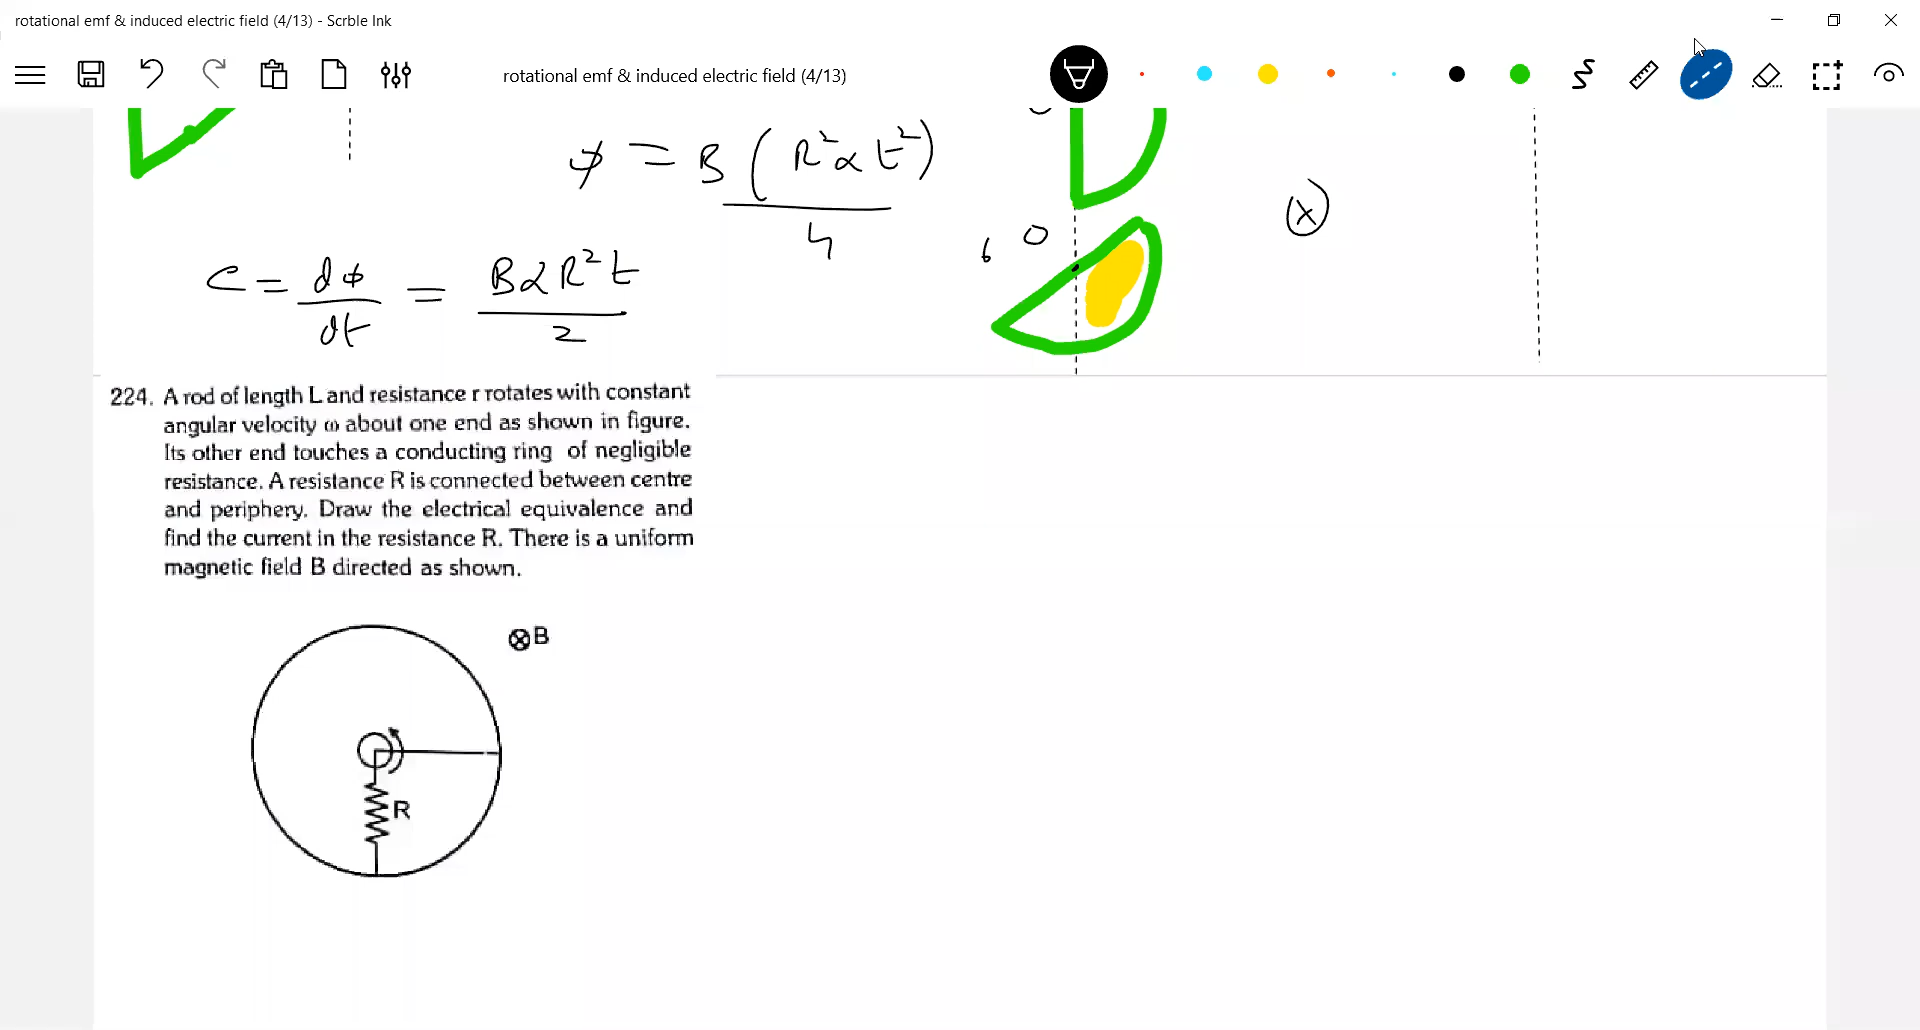 rotational emf & induced electric field (4/13) - Scrble Ink
rotational emf & induced electric field (4/13)
φ = B (R²αt²)
4
e = dφ = BαR²t
dt 2
224. A rod of length L and resistance r rotates with constant
angular velocity ω about one end as shown in figure.
Its other end touches a conducting ring of negligible
resistance. A resistance R is connected between centre
and periphery. Draw the electrical equivalence and
find the current in the resistance R. There is a uniform
magnetic field B directed as shown.
⊗B
R